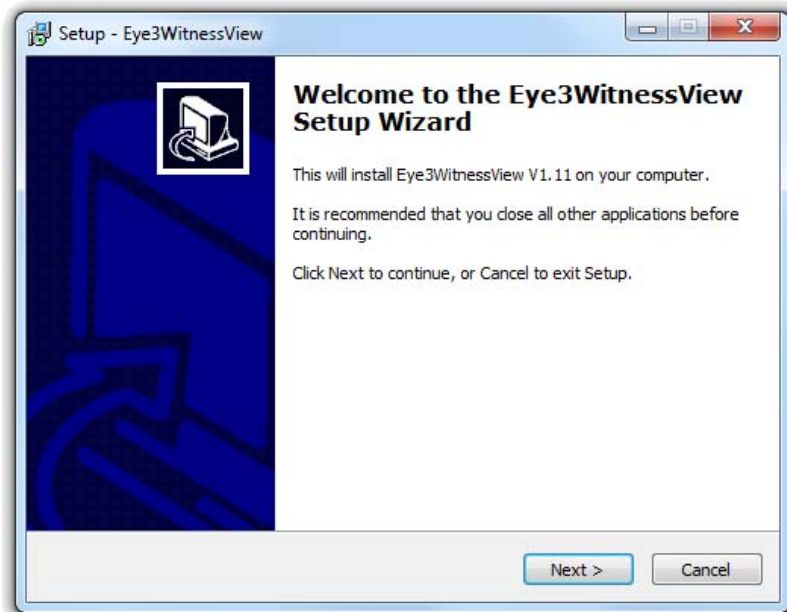 Setup - Eye3WitnessView
Welcome to the Eye3WitnessView
Setup Wizard
This will install Eye3WitnessView V1.11 on your computer.
It is recommended that you close all other applications before
continuing.
Click Next to continue, or Cancel to exit Setup.
Next >
Cancel